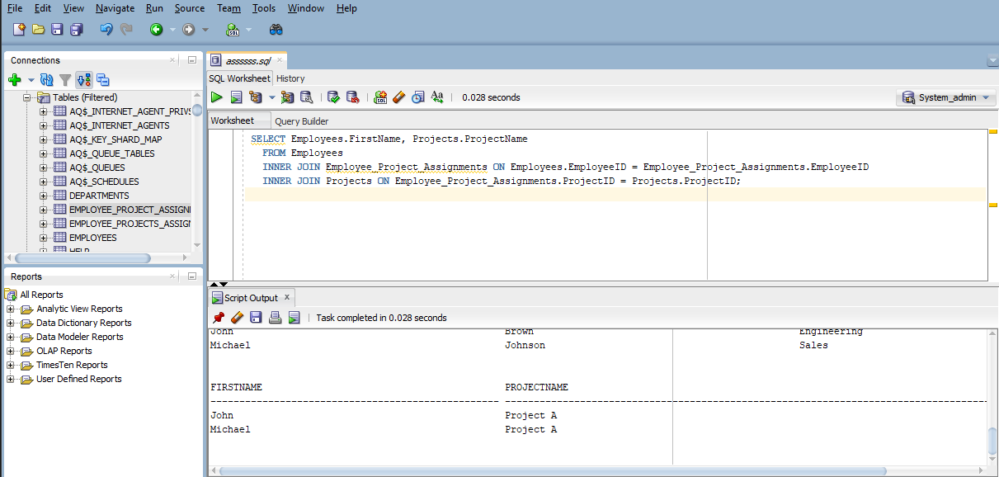 File Edit View Navigate Run Source Team Tools Window Help
Connections
Tables (Filtered)
AQ$_INTERNET_AGENT_PRIVS
AQ$_INTERNET_AGENTS
AQ$_KEY_SHARD_MAP
AQ$_QUEUE_TABLES
AQ$_QUEUES
AQ$_SCHEDULES
DEPARTMENTS
EMPLOYEE_PROJECT_ASSIGN
EMPLOYEE_PROJECTS_ASSIGN
EMPLOYEES
HELP
Reports
All Reports
Analytic View Reports
Data Dictionary Reports
Data Modeler Reports
OLAP Reports
TimesTen Reports
User Defined Reports
assssss.sql
SQL Worksheet History
0.028 seconds
System_admin
Worksheet Query Builder
SELECT Employees.FirstName, Projects.ProjectName
FROM Employees
INNER JOIN Employee_Project_Assignments ON Employees.EmployeeID = Employee_Project_Assignments.EmployeeID
INNER JOIN Projects ON Employee_Project_Assignments.ProjectID = Projects.ProjectID;
Script Output
Task completed in 0.028 seconds
John Brown Engineering
Michael Johnson Sales
FIRSTNAME PROJECTNAME
John Project A
Michael Project A